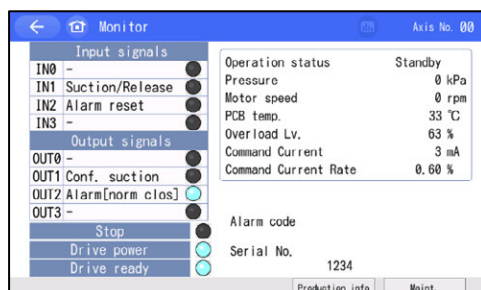 Monitor Axis No. 00
Input signals
IN0 -
IN1 Suction/Release
IN2 Alarm reset
IN3 -
Output signals
OUT0 -
OUT1 Conf. suction
OUT2 Alarm[norm clos]
OUT3 -
Stop
Drive power
Drive ready
Operation status Standby
Pressure 0 kPa
Motor speed 0 rpm
PCB temp. 33 ℃
Overload Lv. 63 %
Command Current 3 mA
Command Current Rate 0.60 %
Alarm code
Serial No.
1234
Production info Maint.